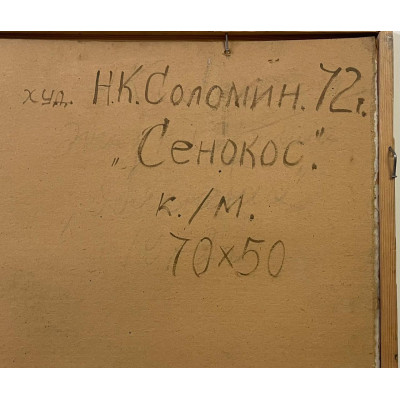 худ. Н.К.Соломин. 72г.
„Сенокос."
к./м.
70×50